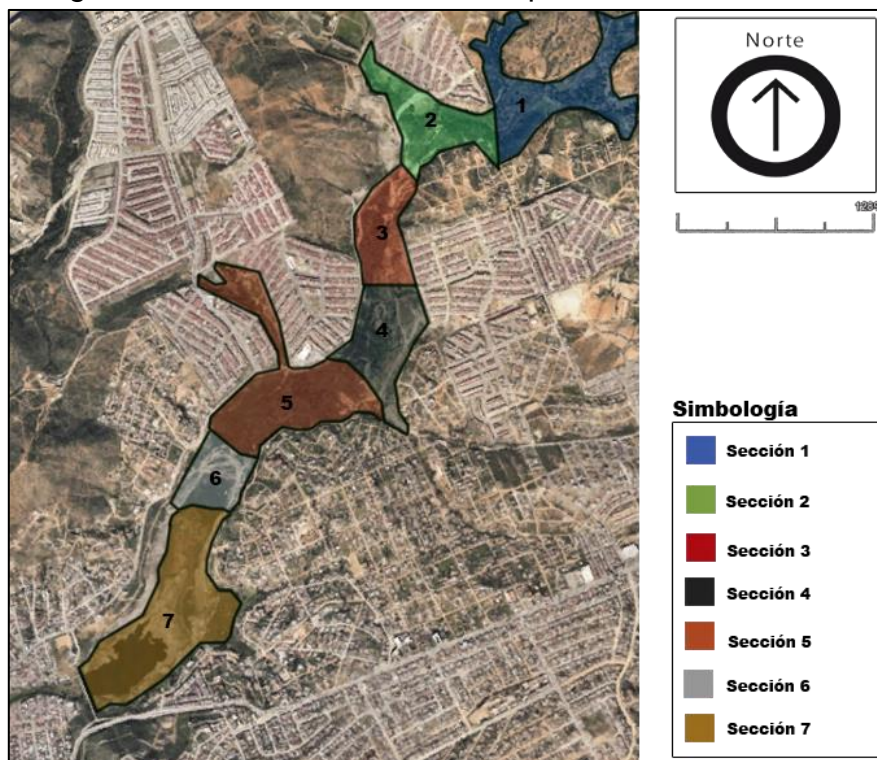 1
2
3
4
5
6
7
Norte
Simbología
Sección 1
Sección 2
Sección 3
Sección 4
Sección 5
Sección 6
Sección 7